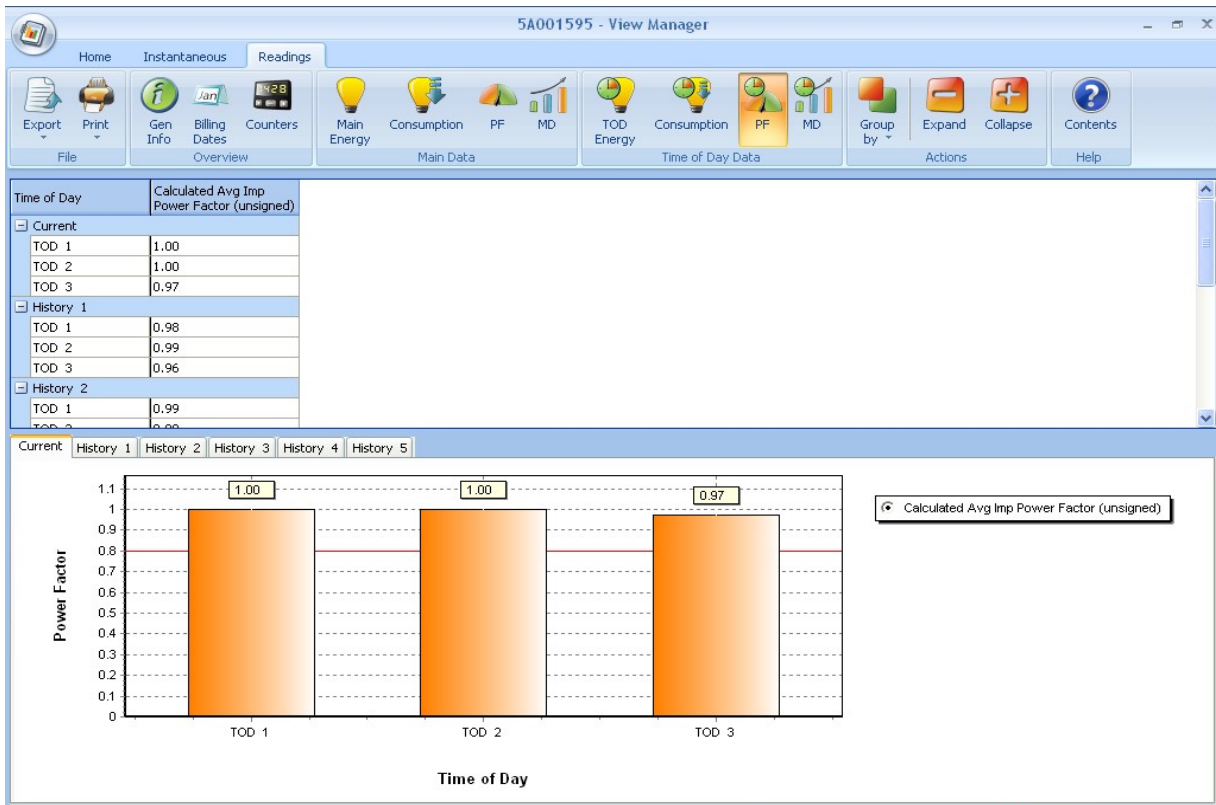 5A001595 - View Manager
Home Instantaneous Readings
Export Print Gen Info Billing Dates Counters Main Energy Consumption PF MD TOD Energy Consumption PF MD Group by Expand Collapse Contents
File Overview Main Data Time of Day Data Actions Help
Time of Day Calculated Avg Imp Power Factor (unsigned)
Current
TOD 1 1.00
TOD 2 1.00
TOD 3 0.97
History 1
TOD 1 0.98
TOD 2 0.99
TOD 3 0.96
History 2
TOD 1 0.99
Current History 1 History 2 History 3 History 4 History 5
1.1
1
0.9
0.8
0.7
0.6
0.5
0.4
0.3
0.2
0.1
0
Power Factor
1.00 1.00 0.97
Calculated Avg Imp Power Factor (unsigned)
TOD 1 TOD 2 TOD 3
Time of Day